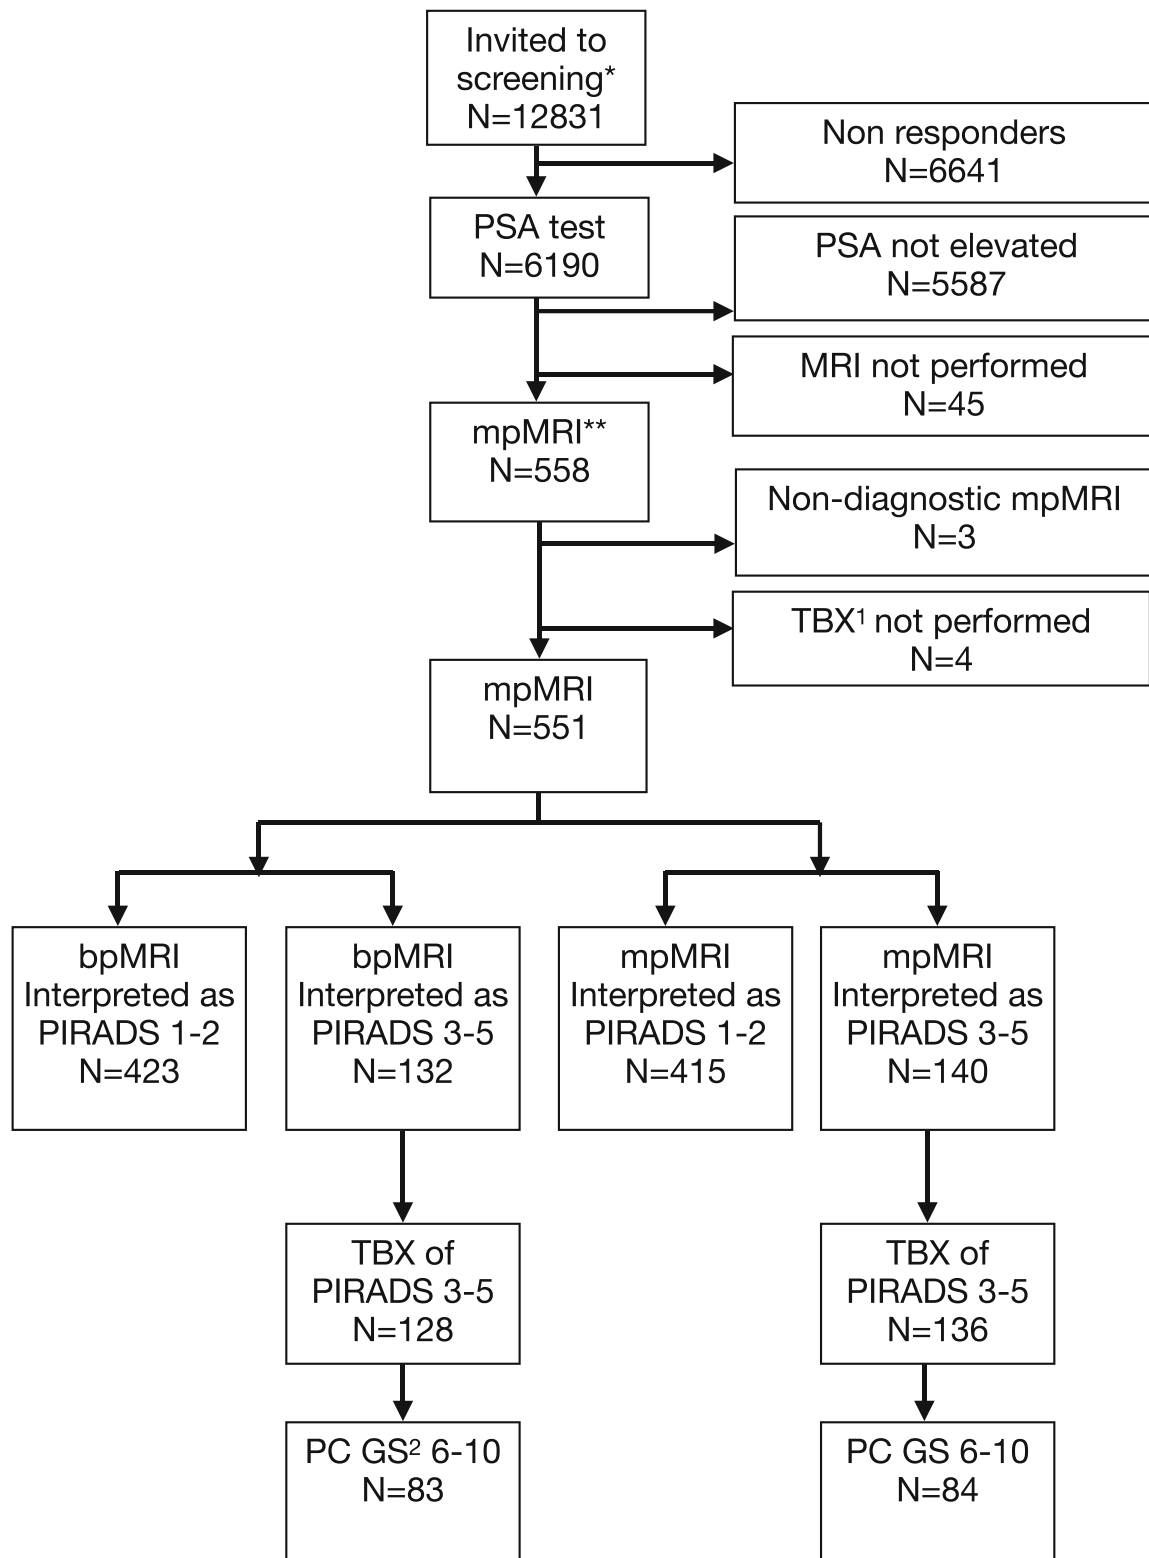 Invited to
screening*
N=12831
Non responders
N=6641
PSA test
N=6190
PSA not elevated
N=5587
MRI not performed
N=45
mpMRI**
N=558
Non-diagnostic mpMRI
N=3
TBX¹ not performed
N=4
mpMRI
N=551
bpMRI
Interpreted as
PIRADS 1-2
N=423
bpMRI
Interpreted as
PIRADS 3-5
N=132
mpMRI
Interpreted as
PIRADS 1-2
N=415
mpMRI
Interpreted as
PIRADS 3-5
N=140
TBX of
PIRADS 3-5
N=128
TBX of
PIRADS 3-5
N=136
PC GS² 6-10
N=83
PC GS 6-10
N=84